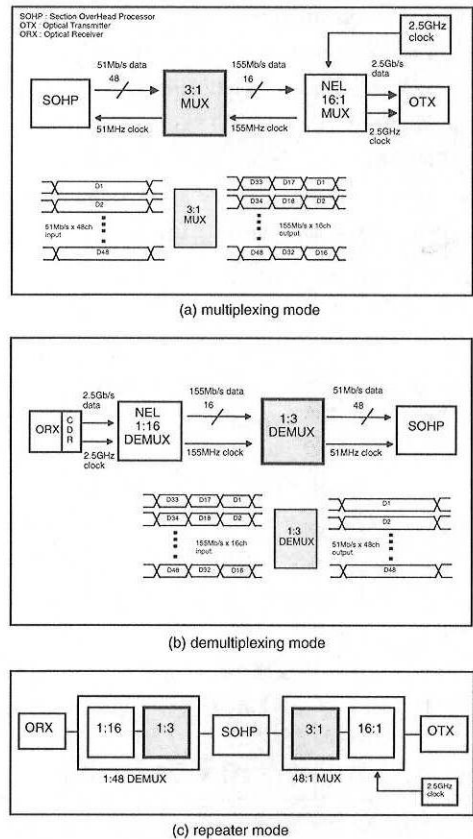 SOHP : Section OverHead Processor
OTX : Optical Transmitter
ORX : Optical Receiver
2.5GHz
clock
51Mb/s data
48
155Mb/s data
16
2.5Gb/s
data
SOHP
3:1
MUX
NEL
16:1
MUX
OTX
51MHz clock
155MHz clock
2.5GHz
clock
D1
D2
51Mb/s x 48ch
input
D48
3:1
MUX
D33 D17 D1
D34 D18 D2
155Mb/s x 16ch
output
D48 D32 D16
(a) multiplexing mode
2.5Gb/s
data
155Mb/s data
16
51Mb/s data
48
ORX
C
D
R
NEL
1:16
DEMUX
1:3
DEMUX
SOHP
2.5GHz
clock
155MHz clock
51MHz clock
D33 D17 D1
D34 D18 D2
155Mb/s x 16ch
input
D48 D32 D16
1:3
DEMUX
D1
D2
51Mb/s x 48ch
output
D48
(b) demultiplexing mode
ORX
1:16
1:3
SOHP
3:1
16:1
OTX
1:48 DEMUX
48:1 MUX
2.5GHz
clock
(c) repeater mode